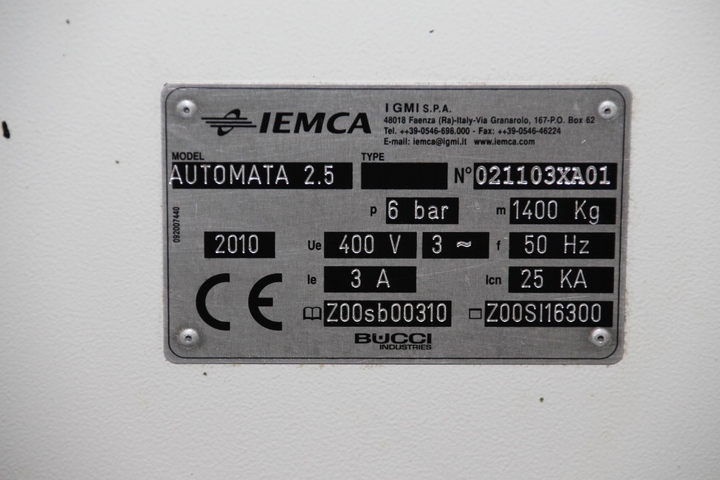 IEMCA
IGMI S.P.A.
48018 Faenza (Ra)-Italy-Via Granarolo, 167-P.O. Box 62
Tel. ++39-0546-698.000 - Fax: ++39-0546-46224
E-mail: iemca@igmi.it www.iemca.com
MODEL TYPE
AUTOMATA 2.5 N° 021103XA01
p 6 bar m 1400 Kg
092007440
2010 Ue 400 V 3 ≈ f 50 Hz
Ie 3 A Icn 25 KA
CE
Z00sb00310 Z00SI16300
BUCCI
INDUSTRIES